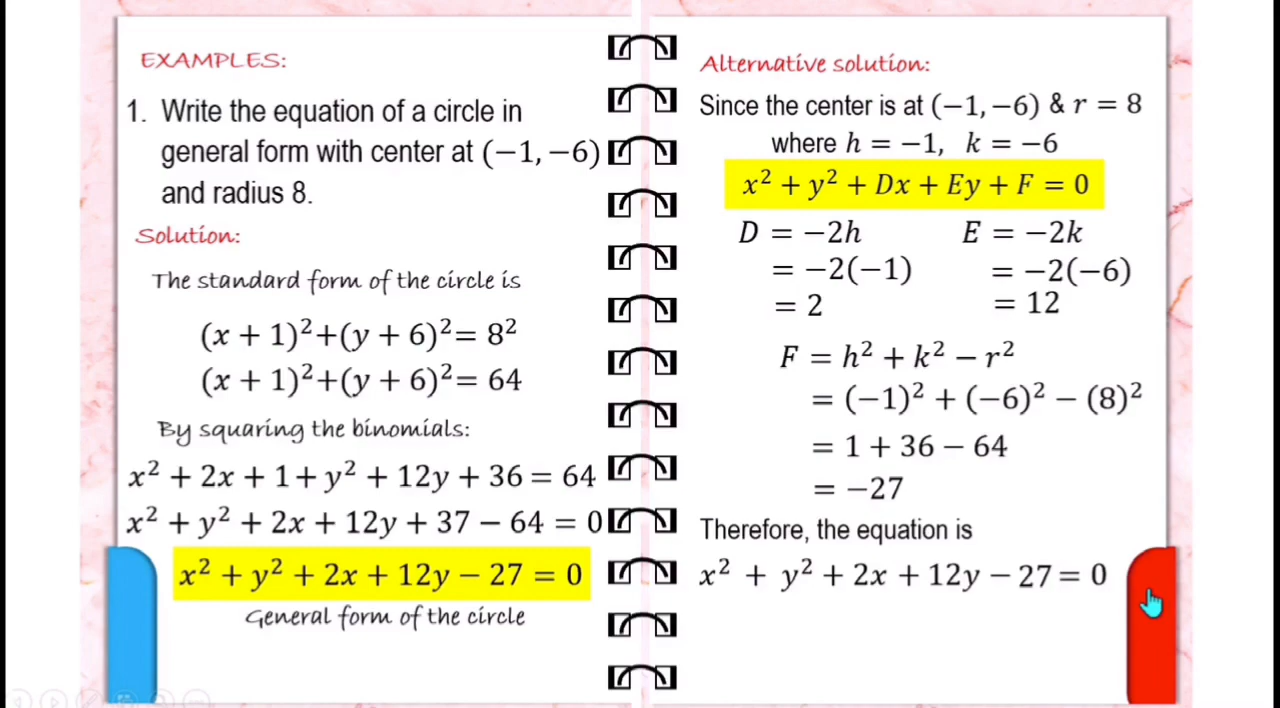 EXAMPLES:
1. Write the equation of a circle in
general form with center at (−1, −6)
and radius 8.
Solution:
The standard form of the circle is
(x + 1)²+(y + 6)²= 8²
(x + 1)²+(y + 6)²= 64
By squaring the binomials:
x² + 2x + 1+ y² + 12y + 36 = 64
x² + y² + 2x + 12y + 37 − 64 = 0
x² + y² + 2x + 12y − 27 = 0
General form of the circle
Alternative solution:
Since the center is at (−1, −6) & r = 8
where h = −1, k = −6
x² + y² + Dx + Ey + F = 0
D = −2h
= −2(−1)
= 2
E = −2k
= −2(−6)
= 12
F = h² + k² − r²
= (−1)² + (−6)² − (8)²
= 1 + 36 − 64
= −27
Therefore, the equation is
x² + y² + 2x + 12y − 27 = 0